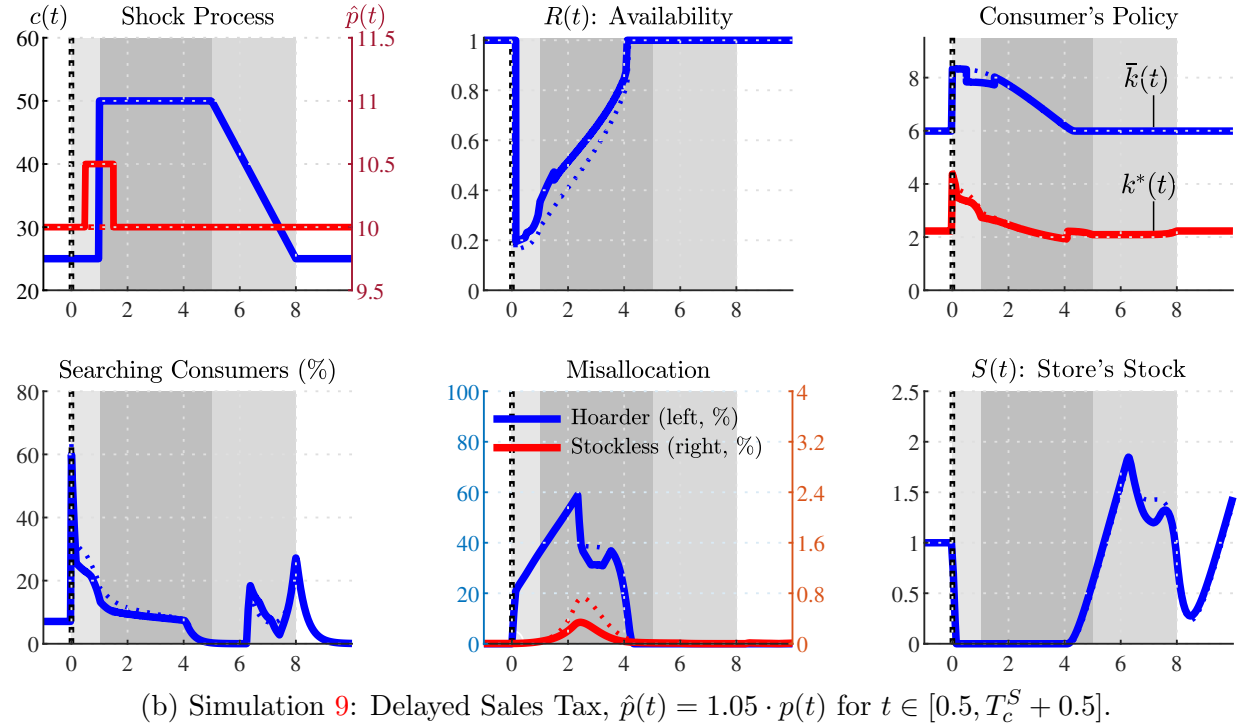 c(t) Shock Process p̂(t)
60 11.5
50 11
40 10.5
30 10
20 9.5
0 2 4 6 8
R(t): Availability
1
0.8
0.6
0.4
0.2
0
0 2 4 6 8
Consumer's Policy
8
6
4
2
0
k̄(t)
k*(t)
0 2 4 6 8
Searching Consumers (%)
80
60
40
20
0
0 2 4 6 8
Misallocation
100 4
80 3.2
60 2.4
40 1.6
20 0.8
0 0
Hoarder (left, %)
Stockless (right, %)
0 2 4 6 8
S(t): Store's Stock
2.5
2
1.5
1
0.5
0
0 2 4 6 8
(b) Simulation 9: Delayed Sales Tax, p̂(t) = 1.05 · p(t) for t ∈ [0.5, T_c^S + 0.5].